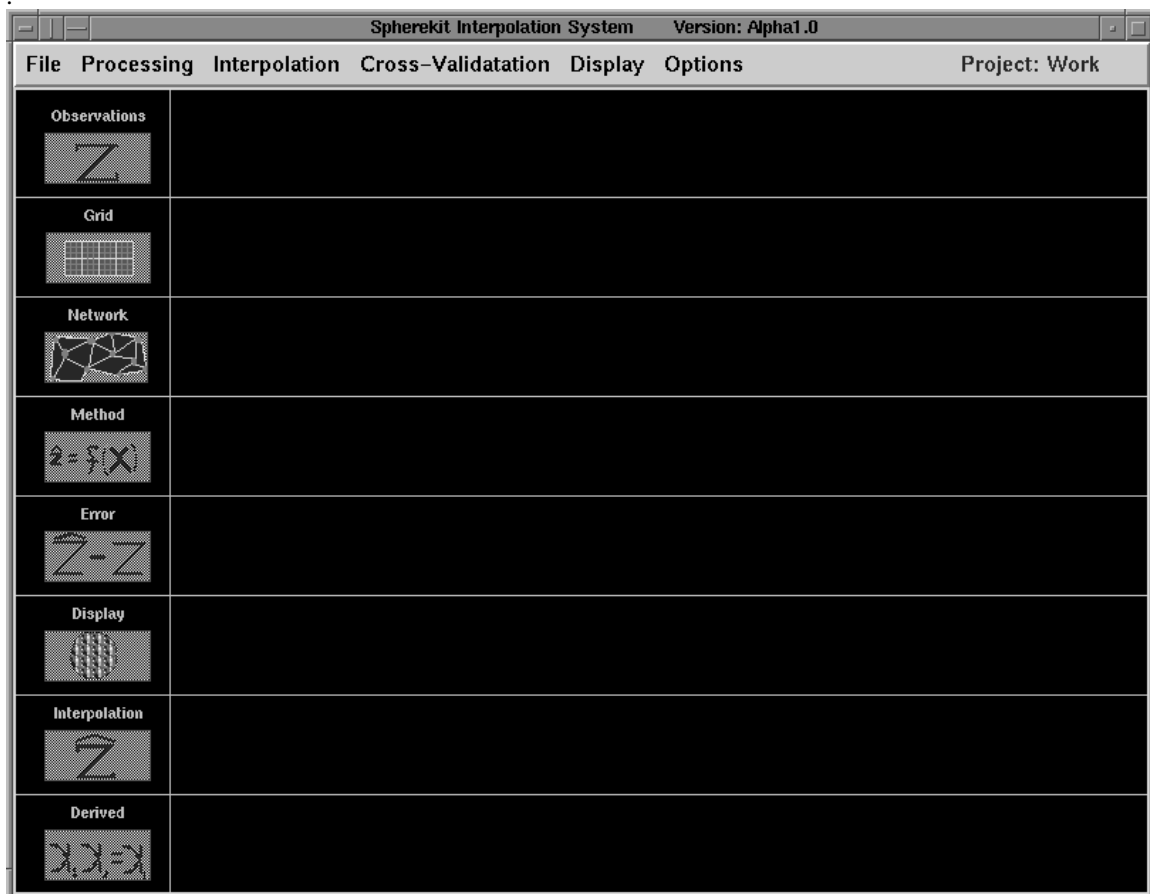 Spherekit Interpolation System Version: Alpha1.0
File Processing Interpolation Cross-Validatation Display Options Project: Work
Observations
Z
Grid
Network
Method
ẑ = f(X)
Error
Ẑ - Z
Display
Interpolation
Ẑ
Derived